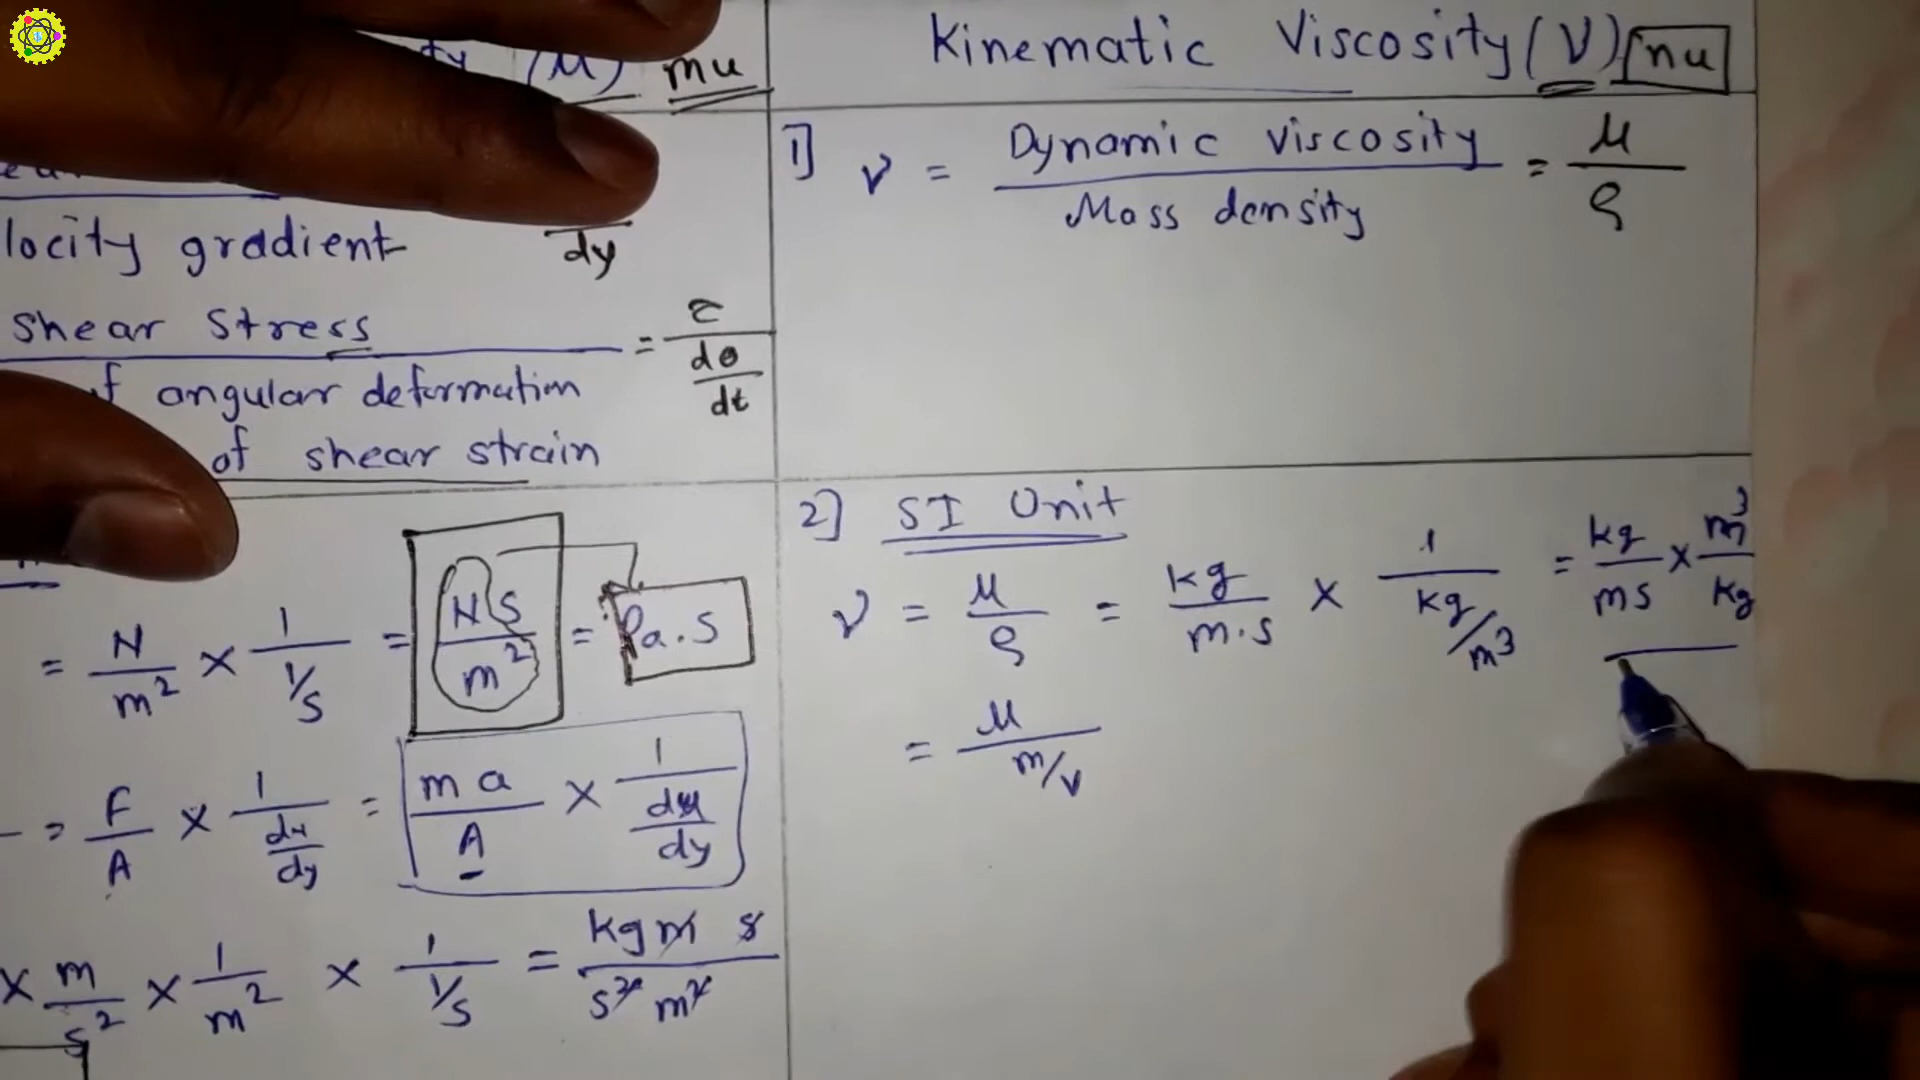 (μ) mu
dy
locity gradient
Shear Stress = τ / dθ/dt
of angular deformation
of shear strain
= N/m² × 1/1/s = N s/m² = Pa.s
= F/A × 1/du/dy = m a/A × 1/du/dy
× m/s² × 1/m² × 1/1/s = kg m s/s² m²
Kinematic Viscosity (ν) nu
1] ν = Dynamic Viscosity / Mass density = μ/ρ
2] SI Unit
ν = μ/ρ = kg/m.s × 1/kg/m³ = kg/ms × m³/kg
= μ / m/v